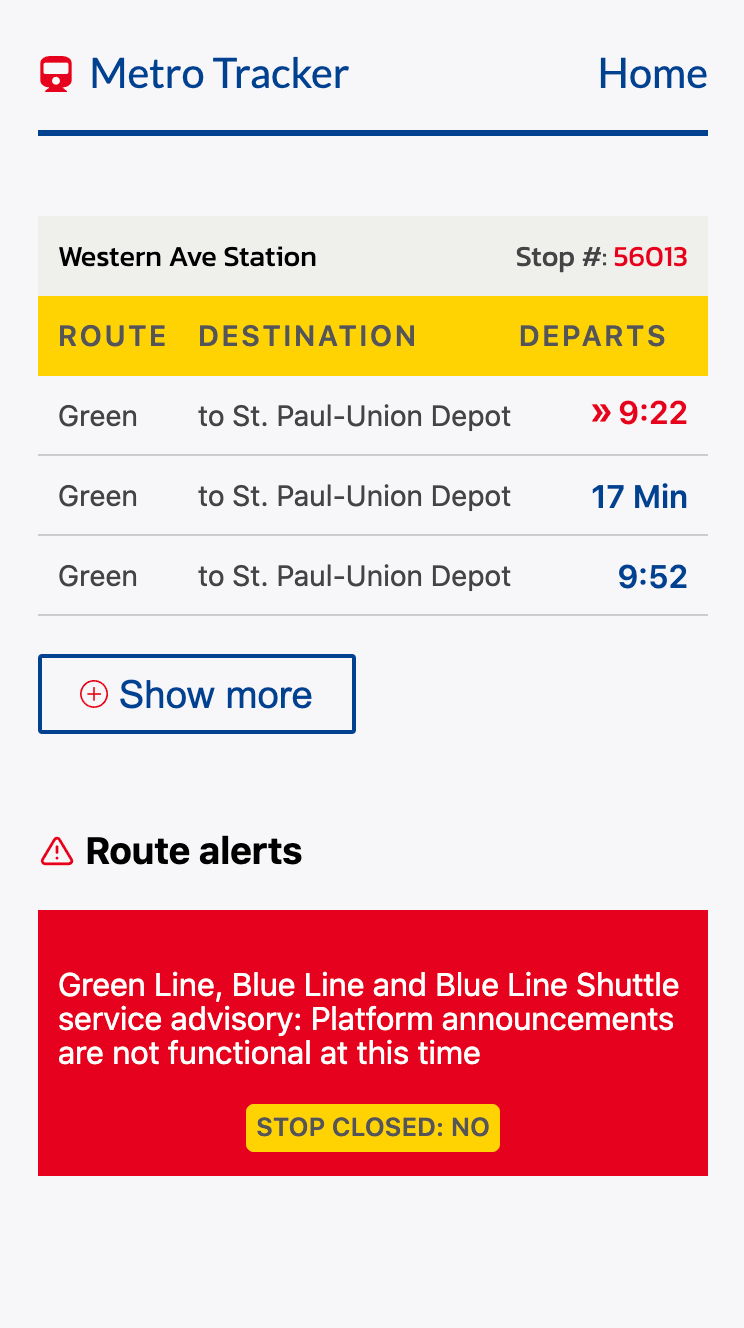 Metro Tracker Home
Western Ave Station Stop #: 56013
ROUTE DESTINATION DEPARTS
Green to St. Paul-Union Depot » 9:22
Green to St. Paul-Union Depot 17 Min
Green to St. Paul-Union Depot 9:52
Show more
Route alerts
Green Line, Blue Line and Blue Line Shuttle
service advisory: Platform announcements
are not functional at this time
STOP CLOSED: NO